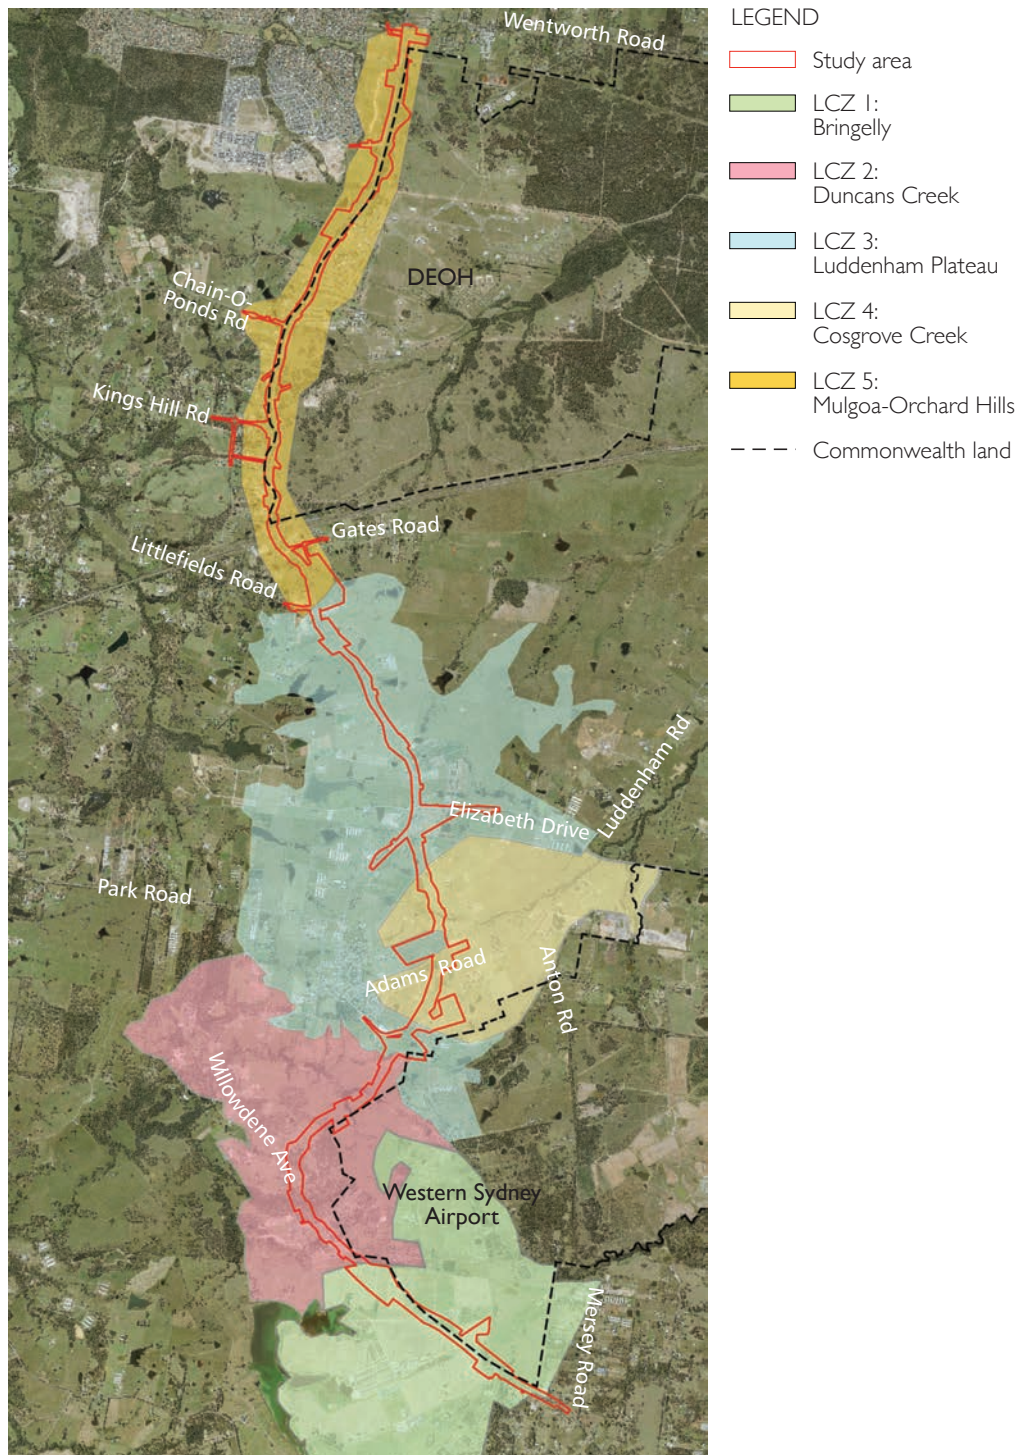 Wentworth Road
DEOH
Chain-O-
Ponds Rd
Kings Hill Rd
Gates Road
Littlefields Road
Luddenham Rd
Elizabeth Drive
Park Road
Adams Road
Anton Rd
Willowdene Ave
Western Sydney
Airport
Mersey Road
LEGEND
Study area
LCZ 1:
Bringelly
LCZ 2:
Duncans Creek
LCZ 3:
Luddenham Plateau
LCZ 4:
Cosgrove Creek
LCZ 5:
Mulgoa-Orchard Hills
Commonwealth land